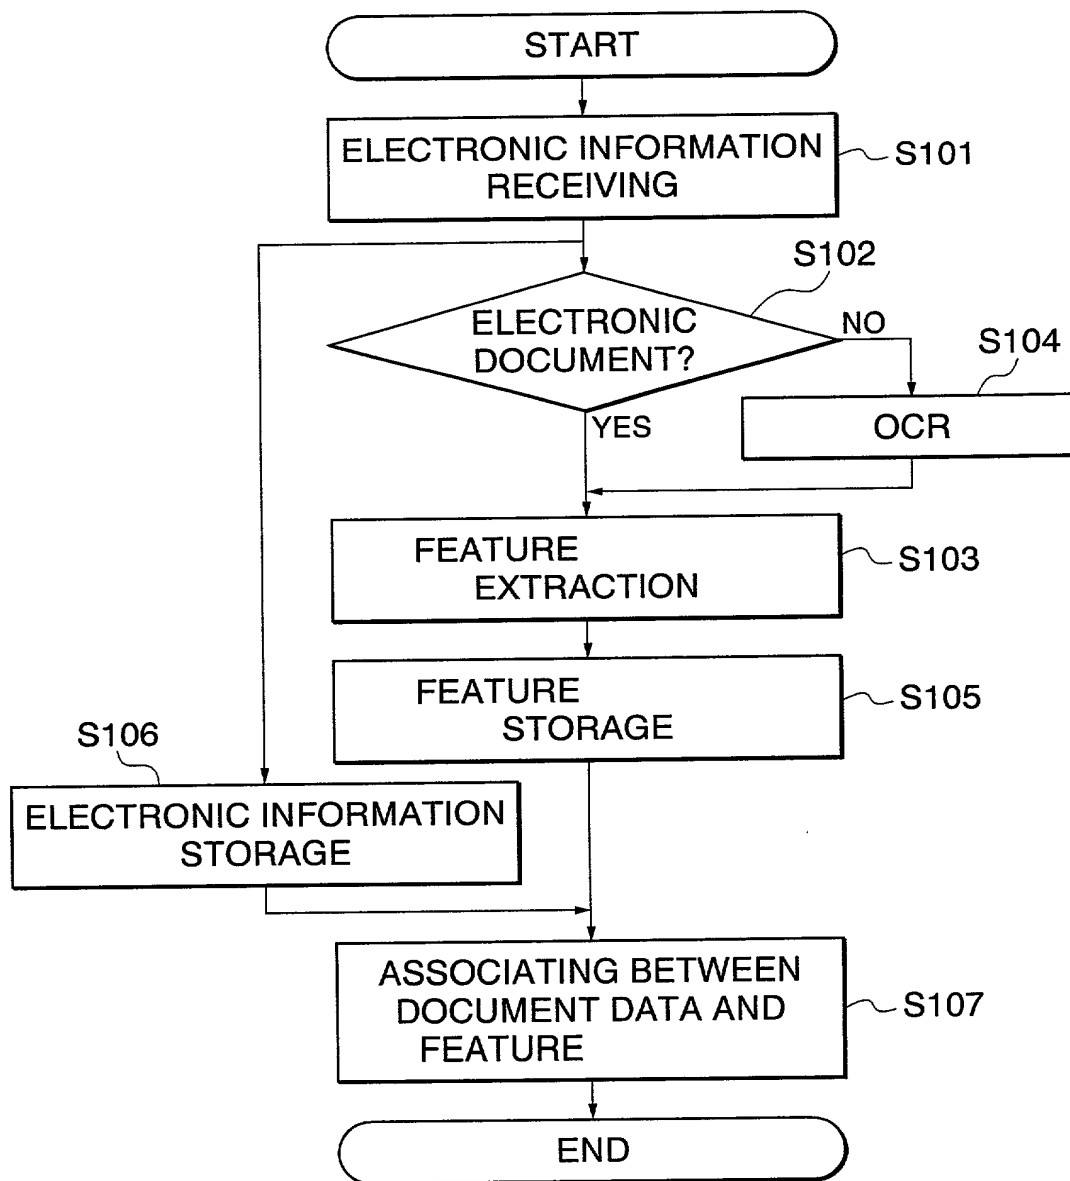 START
ELECTRONIC INFORMATION
RECEIVING
S101
S102
ELECTRONIC
DOCUMENT?
NO
S104
YES
OCR
FEATURE
EXTRACTION
S103
FEATURE
STORAGE
S105
S106
ELECTRONIC INFORMATION
STORAGE
ASSOCIATING BETWEEN
DOCUMENT DATA AND
FEATURE
S107
END